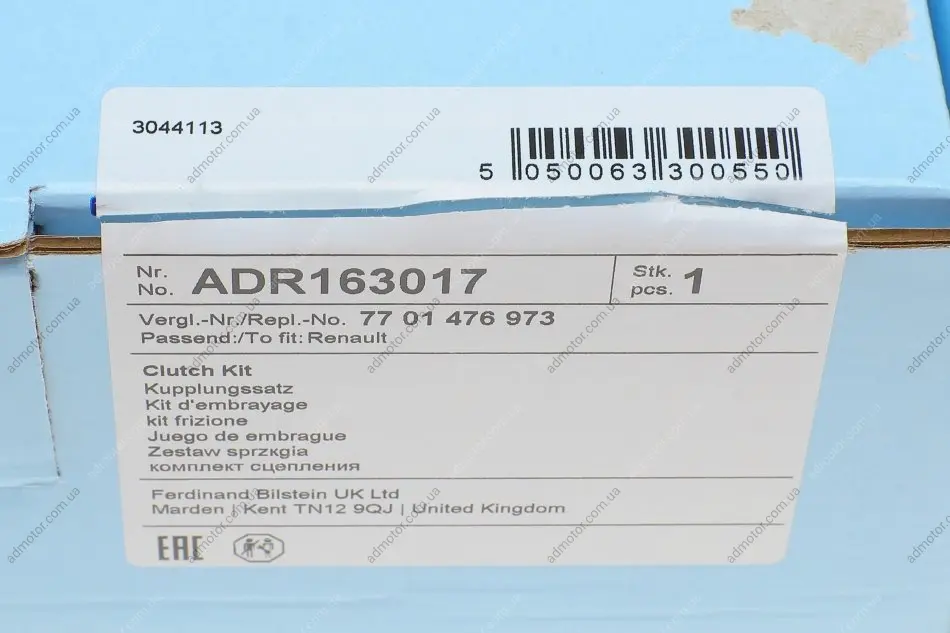 3044113
5 050063 300550
Nr.
No. ADR163017
Stk.
pcs. 1
Vergl.-Nr./Repl.-No. 77 01 476 973
Passend:/To fit: Renault
Clutch Kit
Kupplungssatz
Kit d'embrayage
kit frizione
Juego de embrague
Zestaw sprzкgia
комплект сцепления
Ferdinand Bilstein UK Ltd
Marden | Kent TN12 9QJ | United Kingdom
EAC
admotor.com.ua